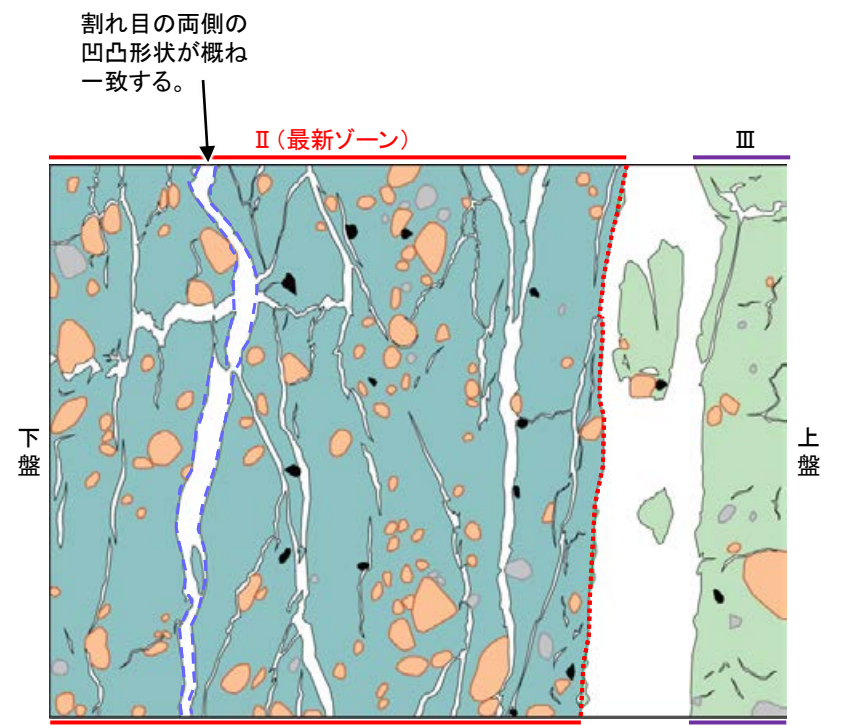 割れ目の両側の
凹凸形状が概ね
一致する。
Ⅱ（最新ゾーン）
Ⅲ
下盤
上盤